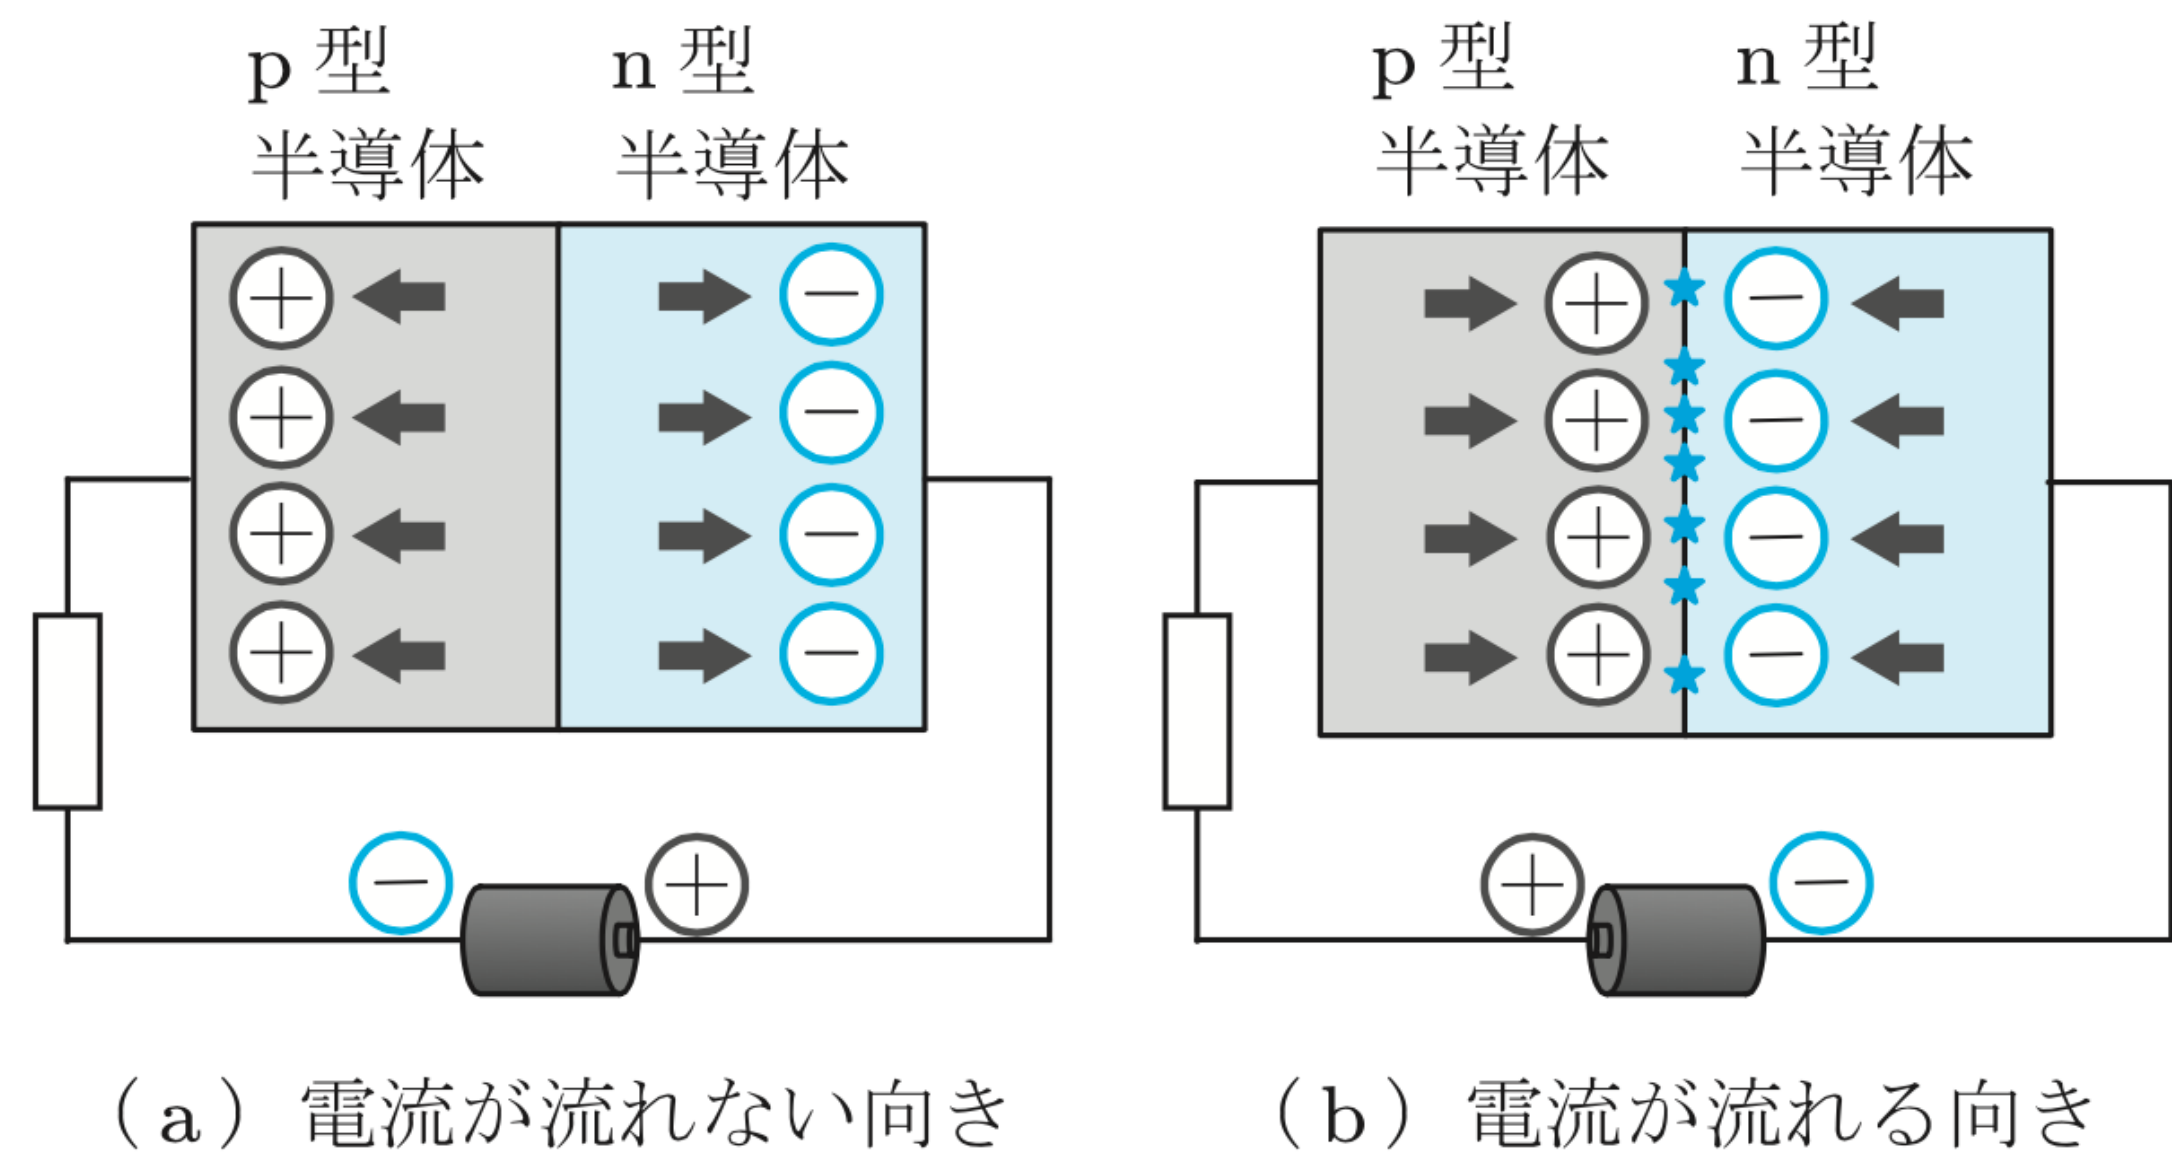 p 型
半導体
n 型
半導体
p 型
半導体
n 型
半導体
(a) 電流が流れない向き
(b) 電流が流れる向き